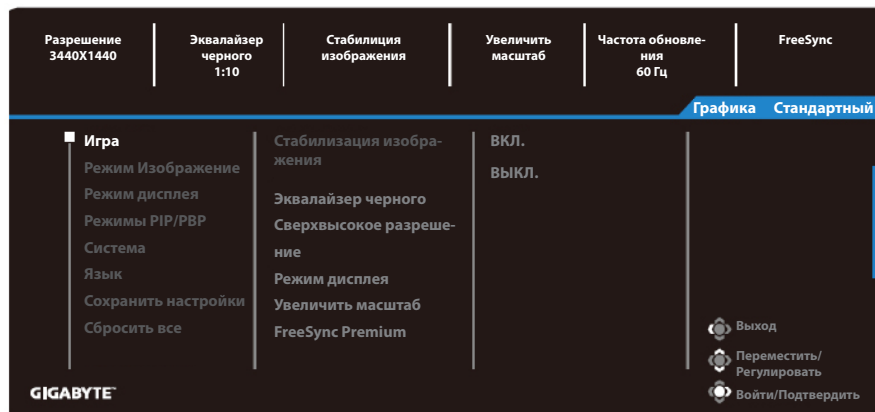 Разрешение
3440X1440
Эквалайзер
черного
1:10
Стабилиция
изображения
Увеличить
масштаб
Частота обновле-
ния
60 Гц
FreeSync
Графика Стандартный
Игра
Режим Изображение
Режим дисплея
Режимы PIP/PBP
Система
Язык
Сохранить настройки
Сбросить все
Стабилизация изобра-
жения
Эквалайзер черного
Сверхвысокое разреше-
ние
Режим дисплея
Увеличить масштаб
FreeSync Premium
ВКЛ.
ВЫКЛ.
Выход
Переместить/
Регулировать
Войти/Подтвердить
GIGABYTE™